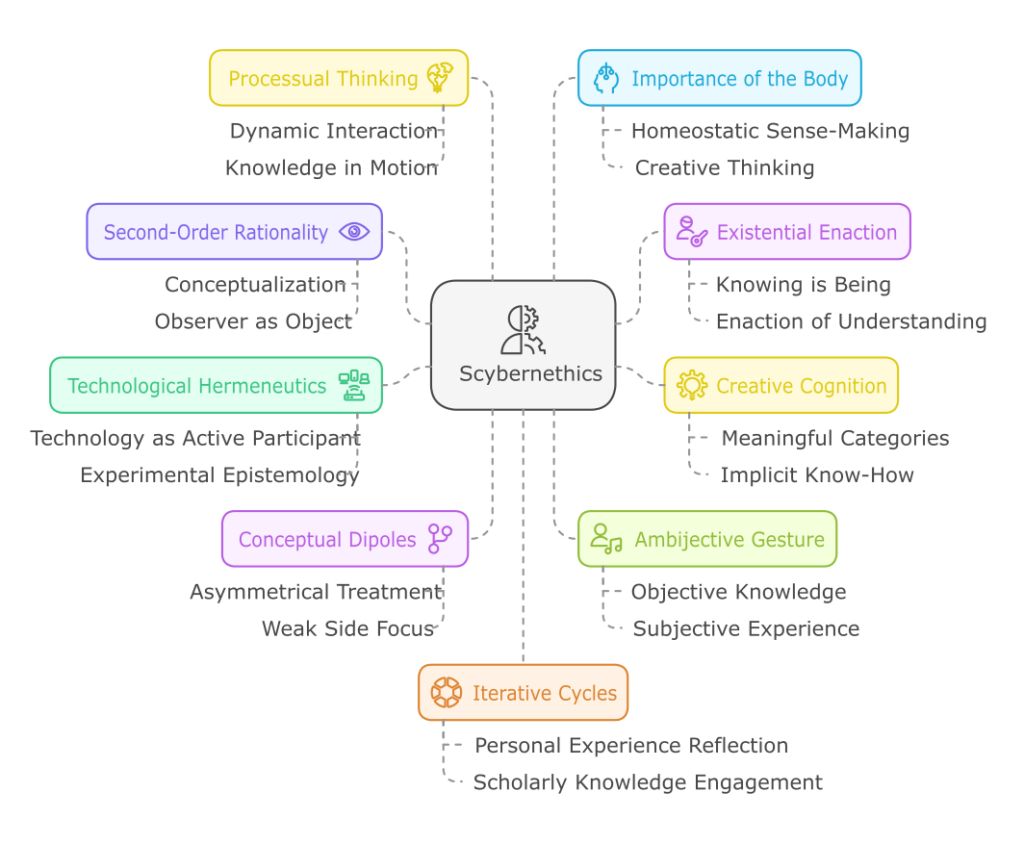 Processual Thinking
Dynamic Interaction
Knowledge in Motion
Second-Order Rationality
Conceptualization
Observer as Object
Technological Hermeneutics
Technology as Active Participant
Experimental Epistemology
Conceptual Dipoles
Asymmetrical Treatment
Weak Side Focus
Scybernethics
Importance of the Body
Homeostatic Sense-Making
Creative Thinking
Existential Enaction
Knowing is Being
Enaction of Understanding
Creative Cognition
Meaningful Categories
Implicit Know-How
Ambijective Gesture
Objective Knowledge
Subjective Experience
Iterative Cycles
Personal Experience Reflection
Scholarly Knowledge Engagement